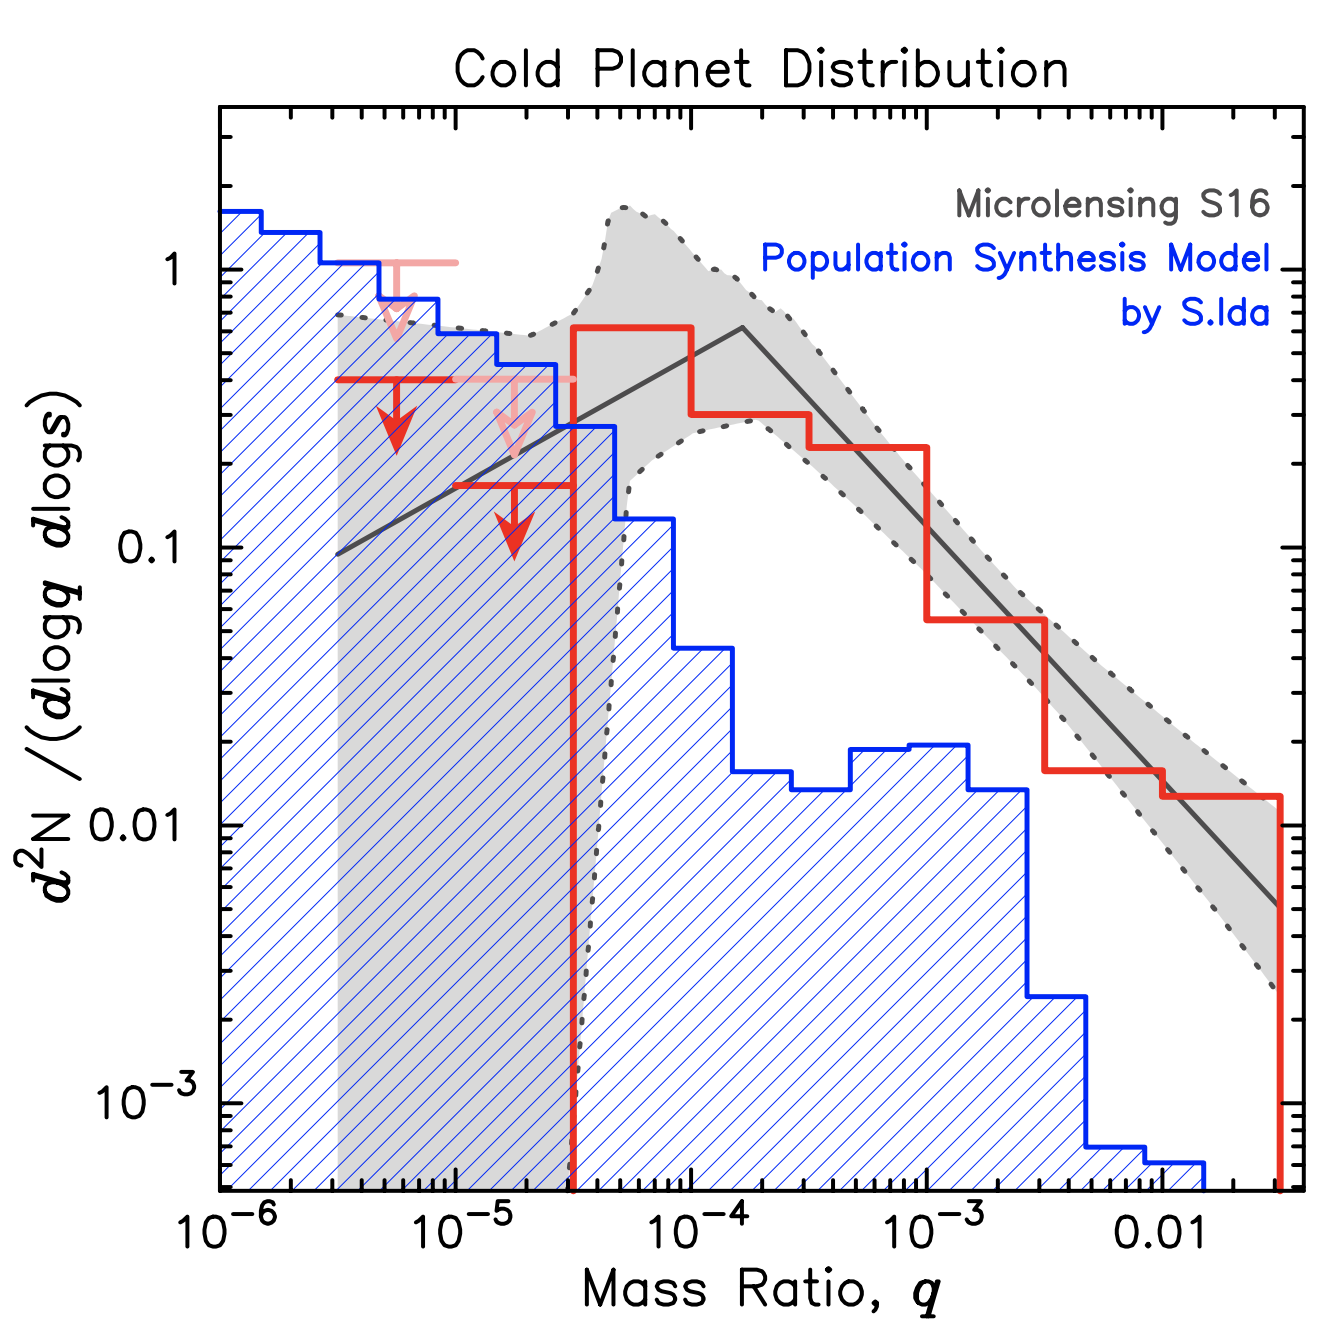 Cold Planet Distribution
Microlensing S16
Population Synthesis Model
by S.Ida
1
0.1
0.01
10⁻³
d²N /(dlogq dlogs)
10⁻⁶ 10⁻⁵ 10⁻⁴ 10⁻³ 0.01
Mass Ratio, q